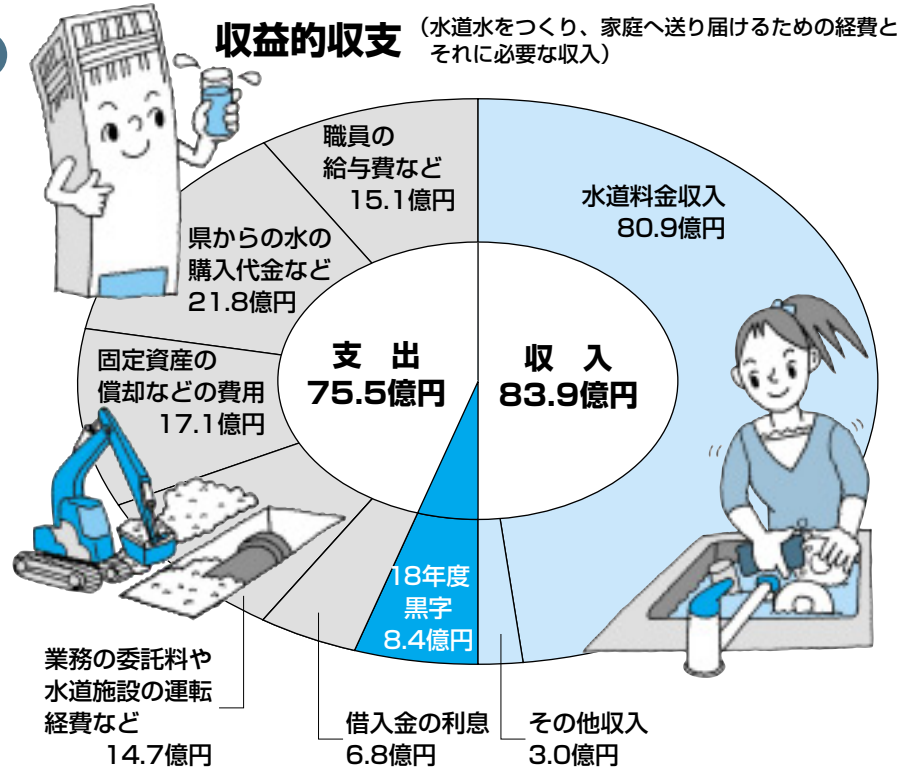 収益的収支
（水道水をつくり、家庭へ送り届けるための経費と
それに必要な収入）
職員の
給与費など
15.1億円
県からの水の
購入代金など
21.8億円
固定資産の
償却などの費用
17.1億円
業務の委託料や
水道施設の運転
経費など
14.7億円
借入金の利息
6.8億円
18年度
黒字
8.4億円
支 出
75.5億円
収 入
83.9億円
水道料金収入
80.9億円
その他収入
3.0億円